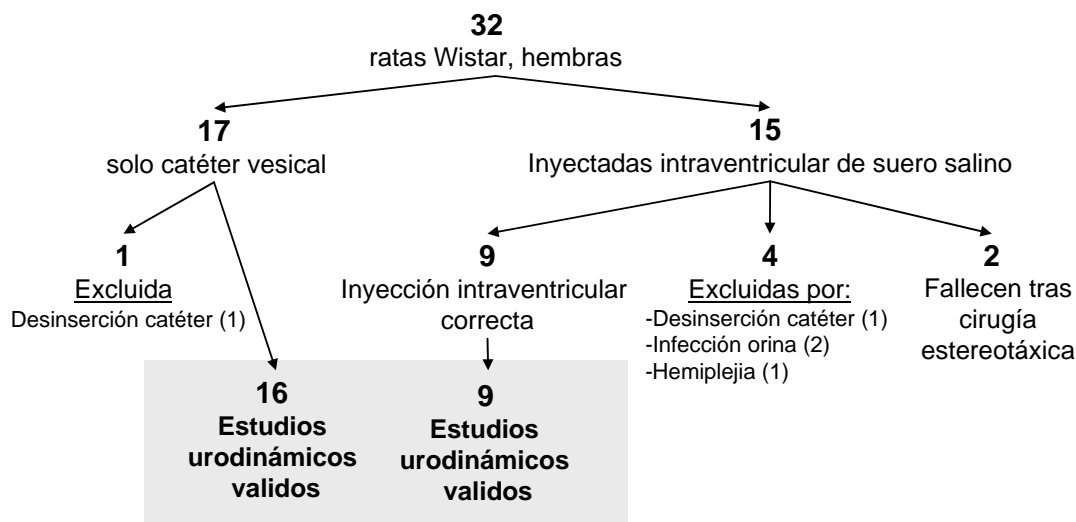 32
ratas Wistar, hembras
17
solo catéter vesical
15
Inyectadas intraventricular de suero salino
1
Excluida
Desinserción catéter (1)
9
Inyección intraventricular
correcta
4
Excluidas por:
-Desinserción catéter (1)
-Infección orina (2)
-Hemiplejia (1)
2
Fallecen tras
cirugía
estereotáxica
16
Estudios
urodinámicos
validos
9
Estudios
urodinámicos
validos